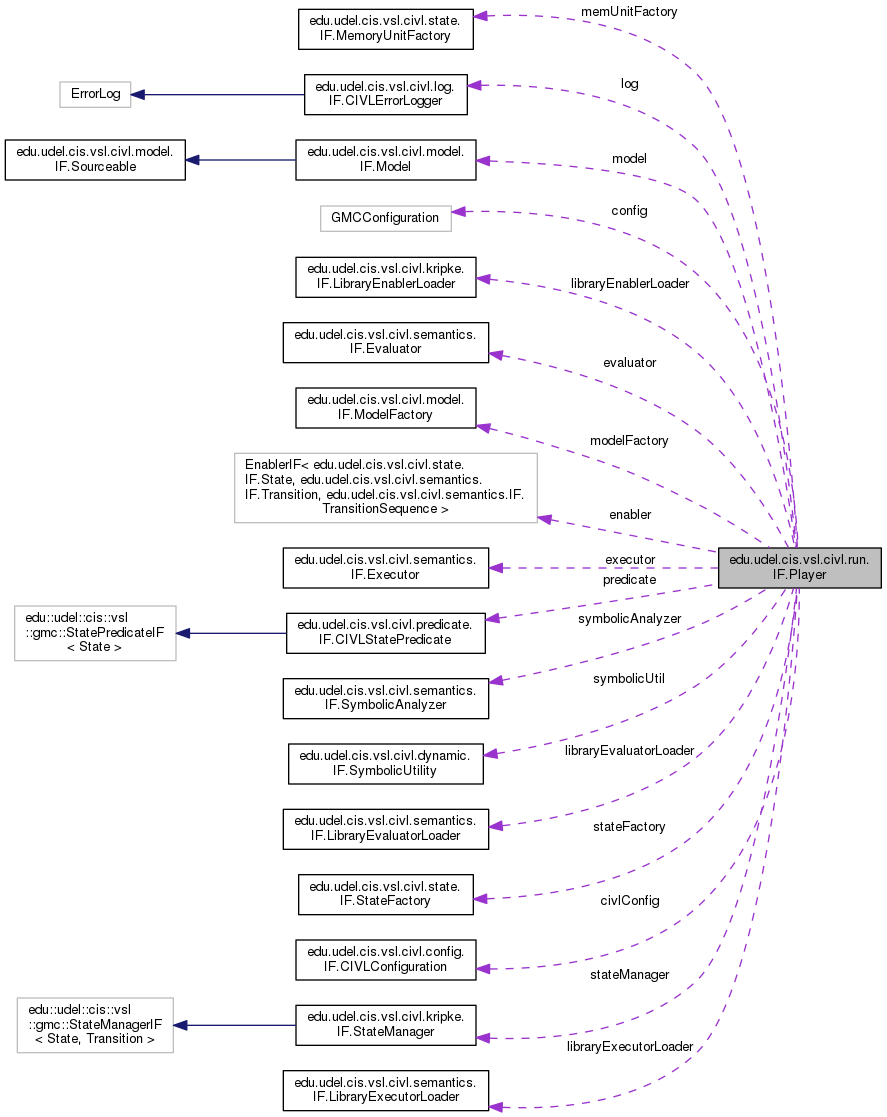 memUnitFactory
edu.udel.cis.vsl.civl.state.
IF.MemoryUnitFactory
log
ErrorLog
edu.udel.cis.vsl.civl.log.
IF.CIVLErrorLogger
model
edu.udel.cis.vsl.civl.model.
IF.Sourceable
edu.udel.cis.vsl.civl.model.
IF.Model
config
GMCConfiguration
libraryEnablerLoader
edu.udel.cis.vsl.civl.kripke.
IF.LibraryEnablerLoader
evaluator
edu.udel.cis.vsl.civl.semantics.
IF.Evaluator
modelFactory
edu.udel.cis.vsl.civl.model.
IF.ModelFactory
enabler
EnablerIF< edu.udel.cis.vsl.civl.state.
IF.State, edu.udel.cis.vsl.civl.semantics.
IF.Transition, edu.udel.cis.vsl.civl.semantics.IF.
TransitionSequence >
edu.udel.cis.vsl.civl.run.
IF.Player
executor
edu.udel.cis.vsl.civl.semantics.
IF.Executor
predicate
edu::udel::cis::vsl
::gmc::StatePredicateIF
< State >
edu.udel.cis.vsl.civl.predicate.
IF.CIVLStatePredicate
symbolicAnalyzer
edu.udel.cis.vsl.civl.semantics.
IF.SymbolicAnalyzer
symbolicUtil
edu.udel.cis.vsl.civl.dynamic.
IF.SymbolicUtility
libraryEvaluatorLoader
edu.udel.cis.vsl.civl.semantics.
IF.LibraryEvaluatorLoader
stateFactory
edu.udel.cis.vsl.civl.state.
IF.StateFactory
civlConfig
edu.udel.cis.vsl.civl.config.
IF.CIVLConfiguration
stateManager
edu::udel::cis::vsl
::gmc::StateManagerIF
< State, Transition >
edu.udel.cis.vsl.civl.kripke.
IF.StateManager
libraryExecutorLoader
edu.udel.cis.vsl.civl.semantics.
IF.LibraryExecutorLoader